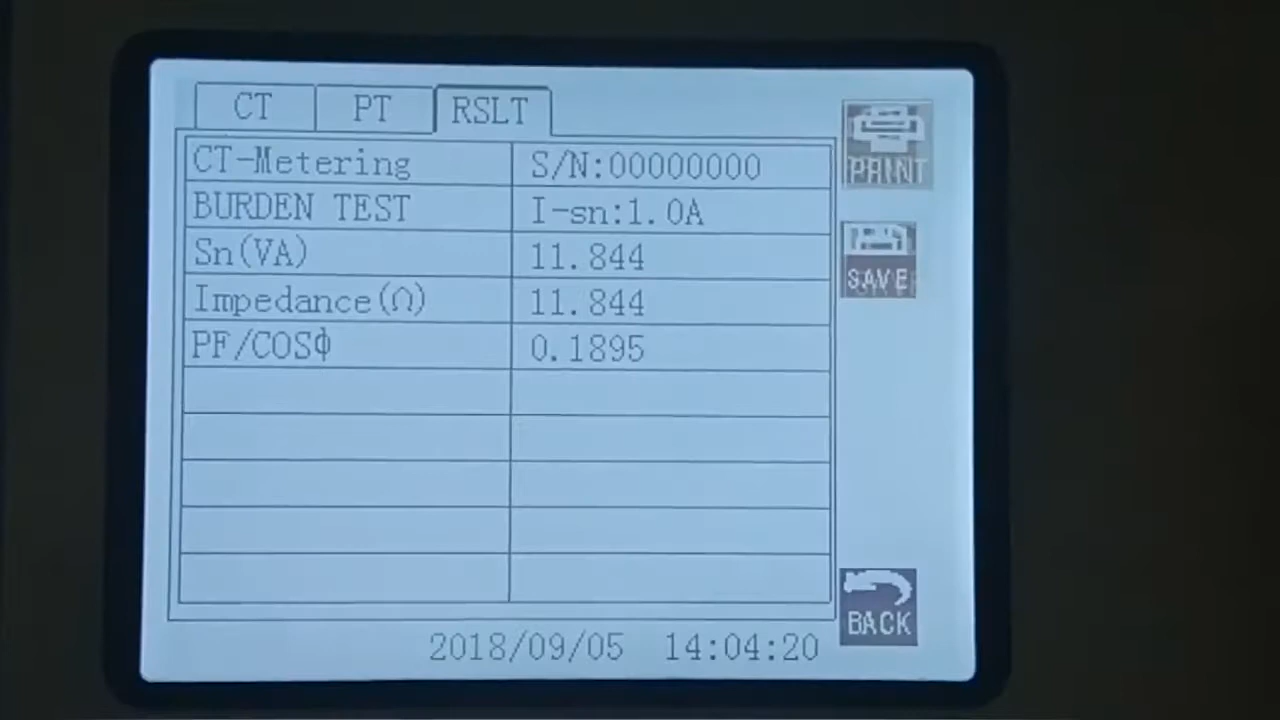 CT PT RSLT
CT-Metering S/N:00000000
BURDEN TEST I-sn:1.0A
Sn(VA) 11.844
Impedance(Ω) 11.844
PF/COSϕ 0.1895
PRINT
SAVE
BACK
2018/09/05 14:04:20